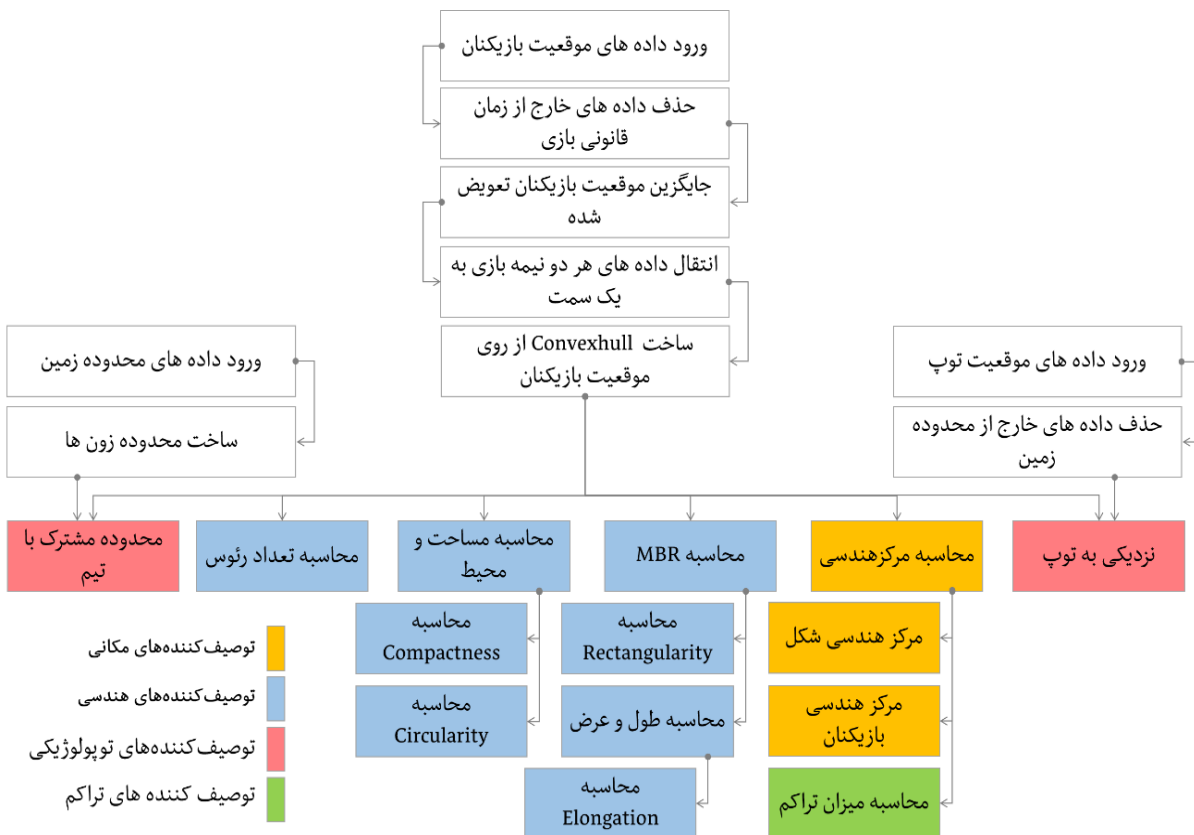 ورود داده های موقعیت بازیکنان
حذف داده های خارج از زمان
قانونی بازی
جایگزین موقعیت بازیکنان تعویض
شده
انتقال داده های هر دو نیمه بازی به
یک سمت
ساخت Convexhull از روی
موقعیت بازیکنان
ورود داده های موقعیت توپ
حذف داده های خارج از محدوده
زمین
ورود داده های محدوده زمین
ساخت محدوده زون ها
نزدیکی به توپ
محاسبه مرکزهندسی
محاسبه MBR
محاسبه مساحت و
محیط
محاسبه تعداد رئوس
محدوده مشترک با
تیم
مرکز هندسی شکل
مرکز هندسی
بازیکنان
محاسبه میزان تراکم
محاسبه
Rectangularity
محاسبه طول و عرض
محاسبه
Elongation
محاسبه
Compactness
محاسبه
Circularity
توصیف‌کننده‌های مکانی
توصیف‌کننده‌های هندسی
توصیف‌کننده‌های توپولوژیکی
توصیف کننده های تراکم